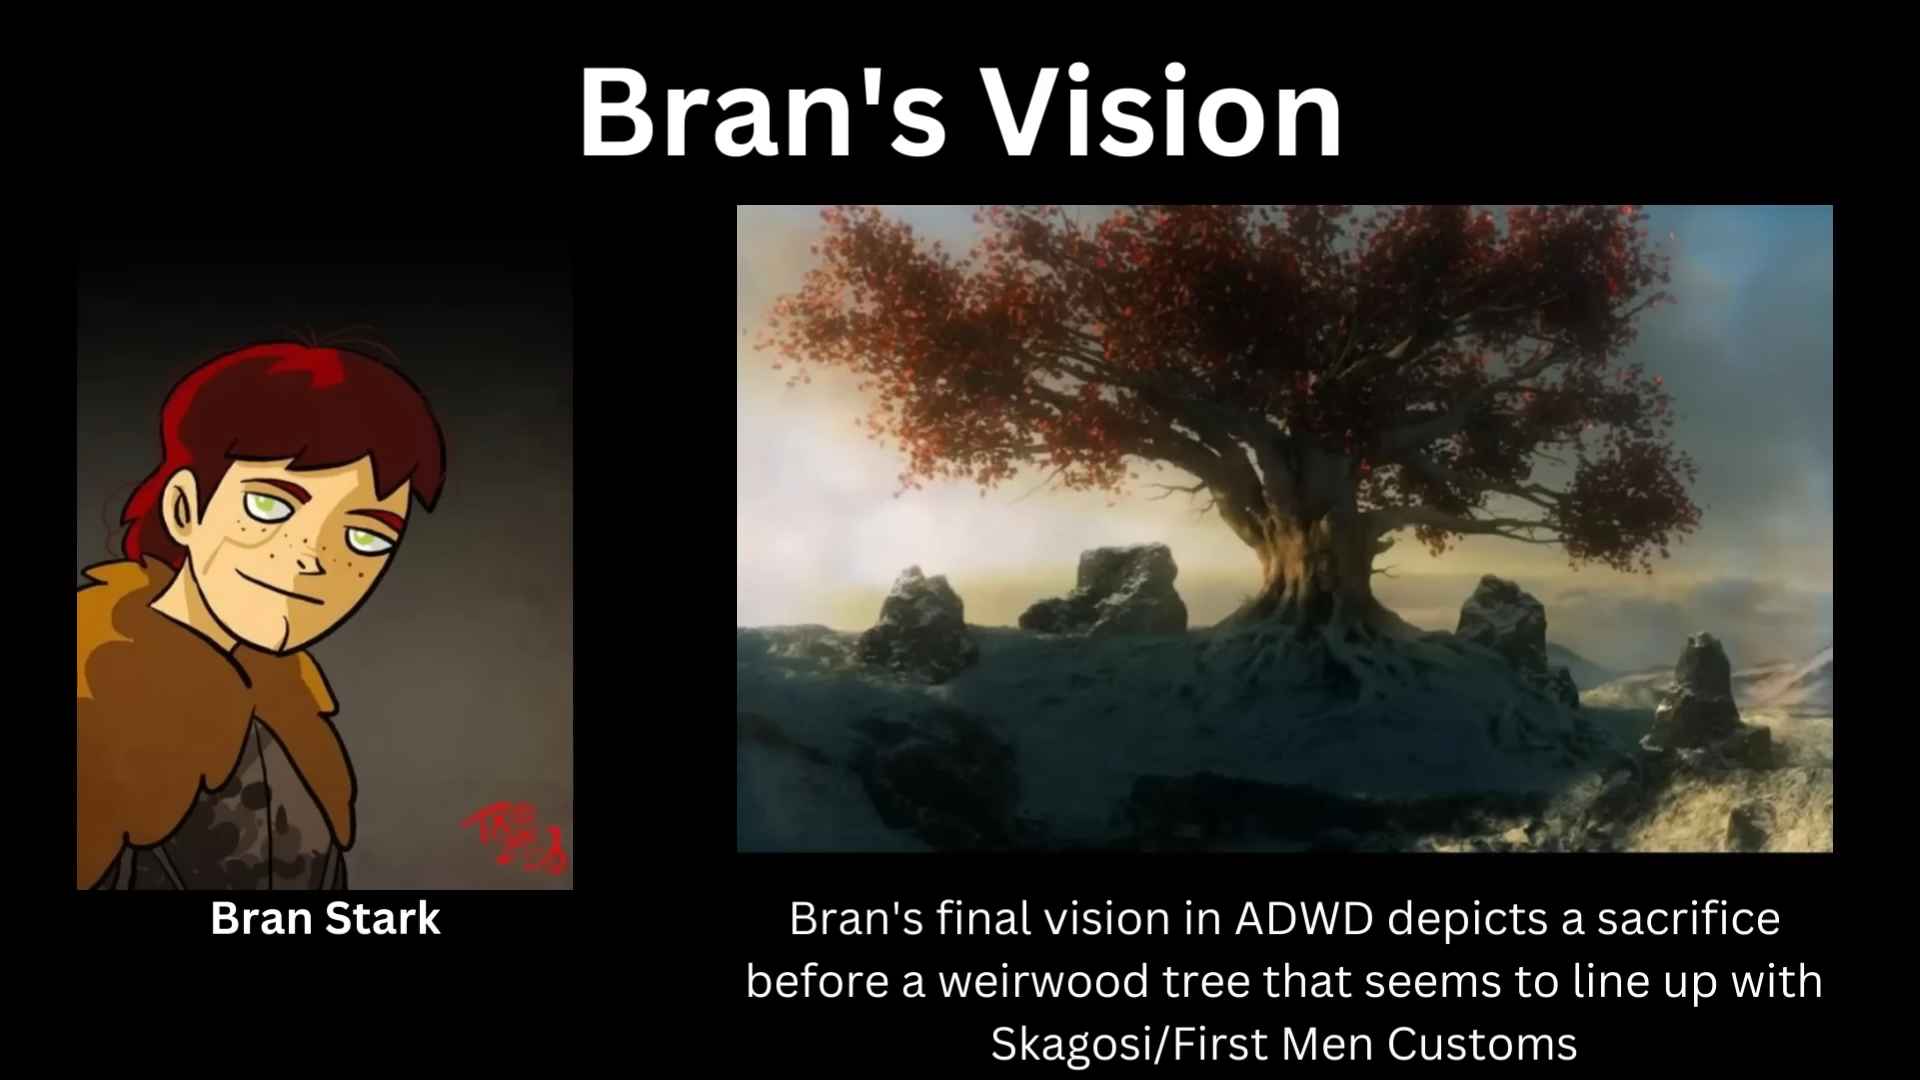 Bran's Vision
Bran Stark
Bran's final vision in ADWD depicts a sacrifice
before a weirwood tree that seems to line up with
Skagosi/First Men Customs